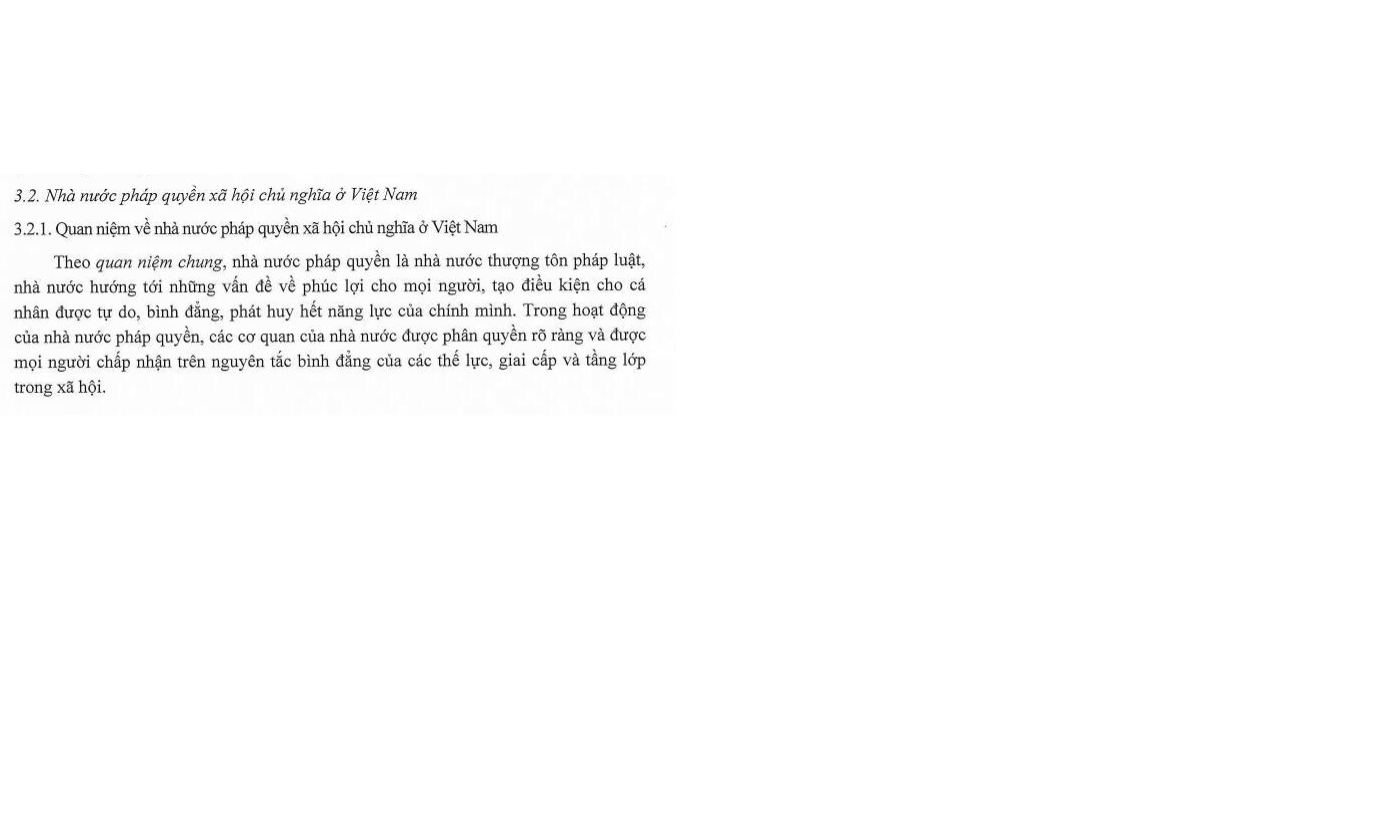 3.2. Nhà nước pháp quyền xã hội chủ nghĩa ở Việt Nam
3.2.1. Quan niệm về nhà nước pháp quyền xã hội chủ nghĩa ở Việt Nam
Theo quan niệm chung, nhà nước pháp quyền là nhà nước thượng tôn pháp luật,
nhà nước hướng tới những vấn đề về phúc lợi cho mọi người, tạo điều kiện cho cá
nhân được tự do, bình đẳng, phát huy hết năng lực của chính mình. Trong hoạt động
của nhà nước pháp quyền, các cơ quan của nhà nước được phân quyền rõ ràng và được
mọi người chấp nhận trên nguyên tắc bình đẳng của các thế lực, giai cấp và tầng lớp
trong xã hội.